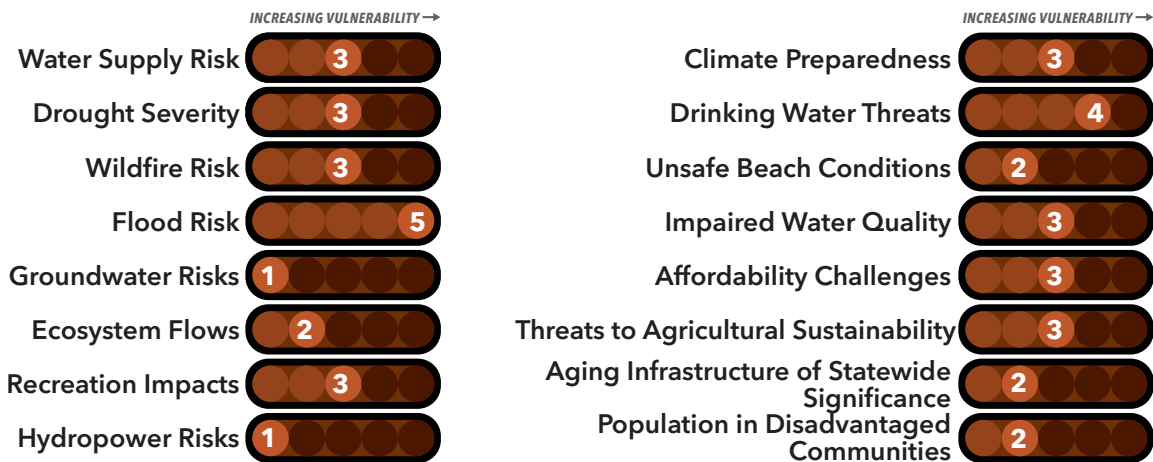 INCREASING VULNERABILITY →
Water Supply Risk 3
Drought Severity 3
Wildfire Risk 3
Flood Risk 5
Groundwater Risks 1
Ecosystem Flows 2
Recreation Impacts 3
Hydropower Risks 1
INCREASING VULNERABILITY →
Climate Preparedness 3
Drinking Water Threats 4
Unsafe Beach Conditions 2
Impaired Water Quality 3
Affordability Challenges 3
Threats to Agricultural Sustainability 3
Aging Infrastructure of Statewide
Significance 2
Population in Disadvantaged
Communities 2